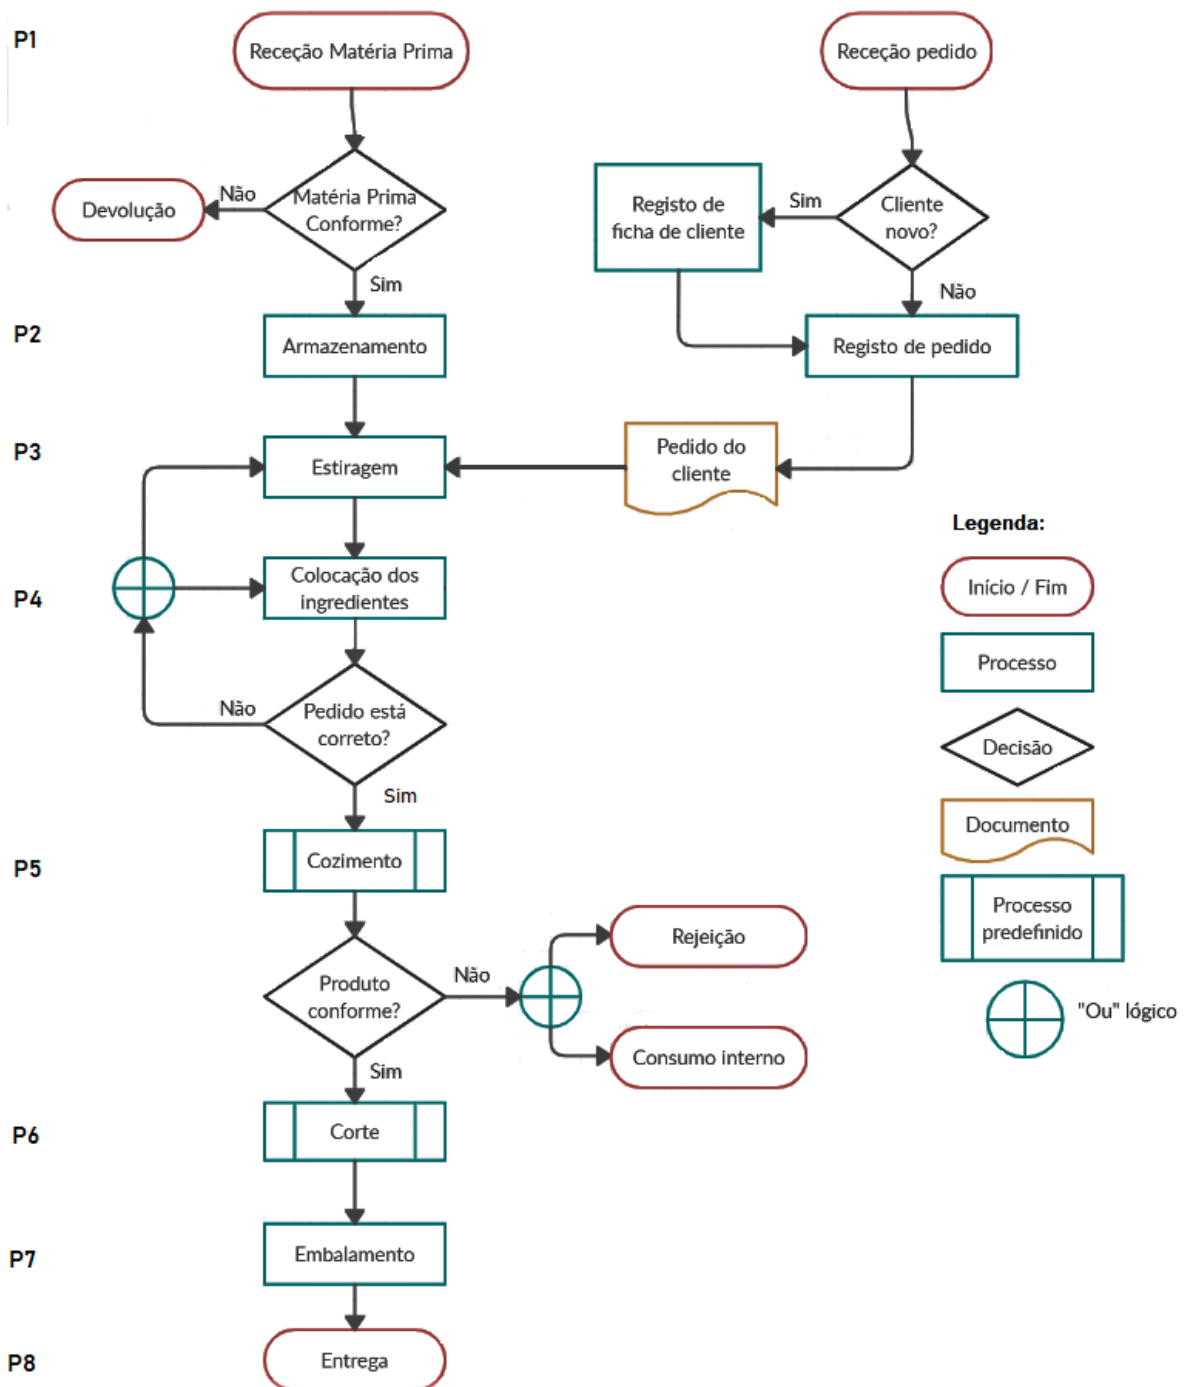 P1
Receção Matéria Prima
Receção pedido
Não
Devolução
Matéria Prima
Conforme?
Sim
Registo de
ficha de cliente
Sim
Cliente
novo?
Não
P2
Armazenamento
Registo de pedido
P3
Estiragem
Pedido do
cliente
P4
Colocação dos
ingredientes
Não
Pedido está
correto?
Sim
P5
Cozimento
Produto
conforme?
Não
Rejeição
Consumo interno
Sim
P6
Corte
P7
Embalamento
P8
Entrega
Legenda:
Início / Fim
Processo
Decisão
Documento
Processo
predefinido
"Ou" lógico